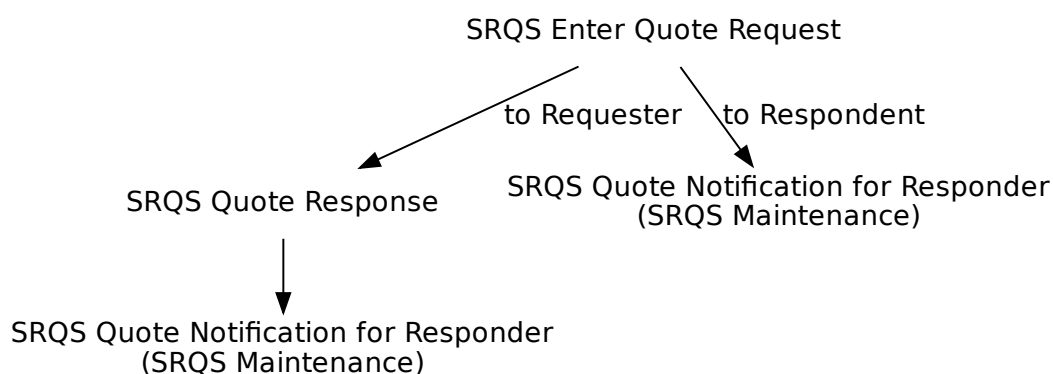 SRQS Enter Quote Request
to Requester
to Respondent
SRQS Quote Response
SRQS Quote Notification for Responder
(SRQS Maintenance)
SRQS Quote Notification for Responder
(SRQS Maintenance)